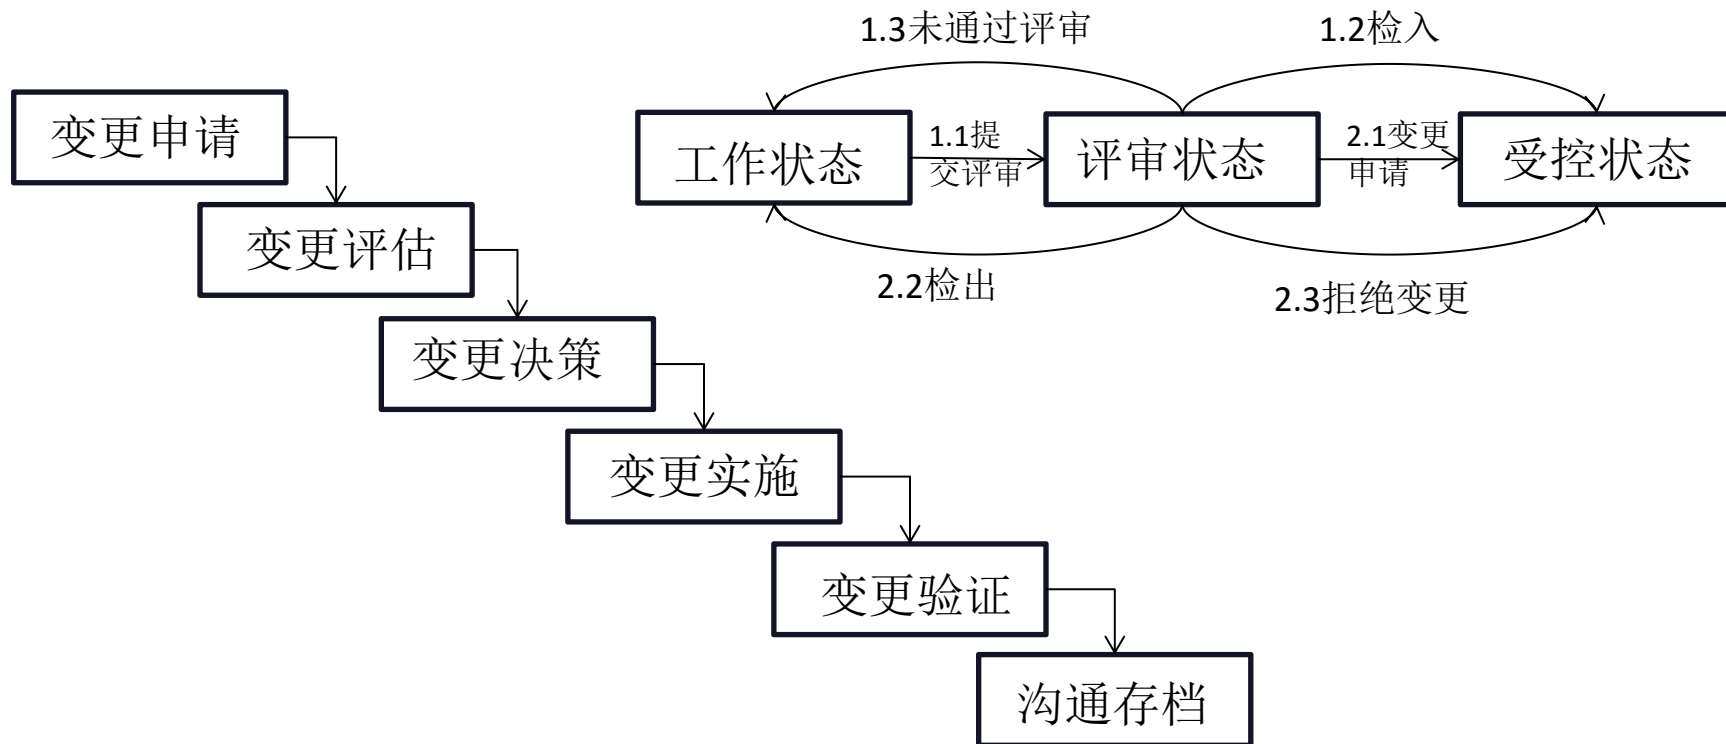 1.3未通过评审
1.2检入
变更申请
工作状态
1.1提
交评审
评审状态
2.1变更
申请
受控状态
变更评估
2.2检出
2.3拒绝变更
变更决策
变更实施
变更验证
沟通存档